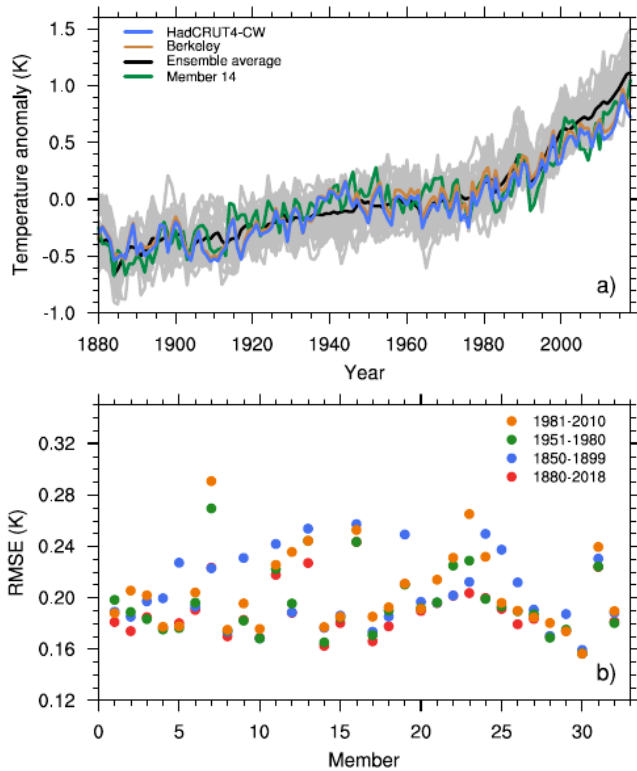 1.5
HadCRUT4-CW
Berkeley
Ensemble average
Member 14
1.0
0.5
0.0
-0.5
-1.0
Temperature anomaly (K)
a)
1880 1900 1920 1940 1960 1980 2000
Year
1981-2010
1951-1980
1850-1899
1880-2018
0.32
0.28
0.24
0.20
0.16
0.12
RMSE (K)
b)
0 5 10 15 20 25 30
Member